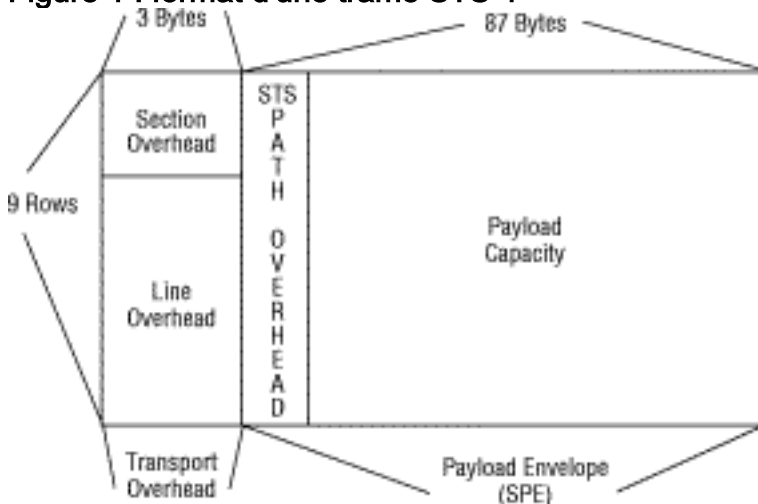 Figure 1 : format d'une trame STS-1
3 Bytes
87 Bytes
Section
Overhead
STS
PATH OVERHEAD
Payload
Capacity
9 Rows
Line
Overhead
Transport
Overhead
Payload Envelope
(SPE)